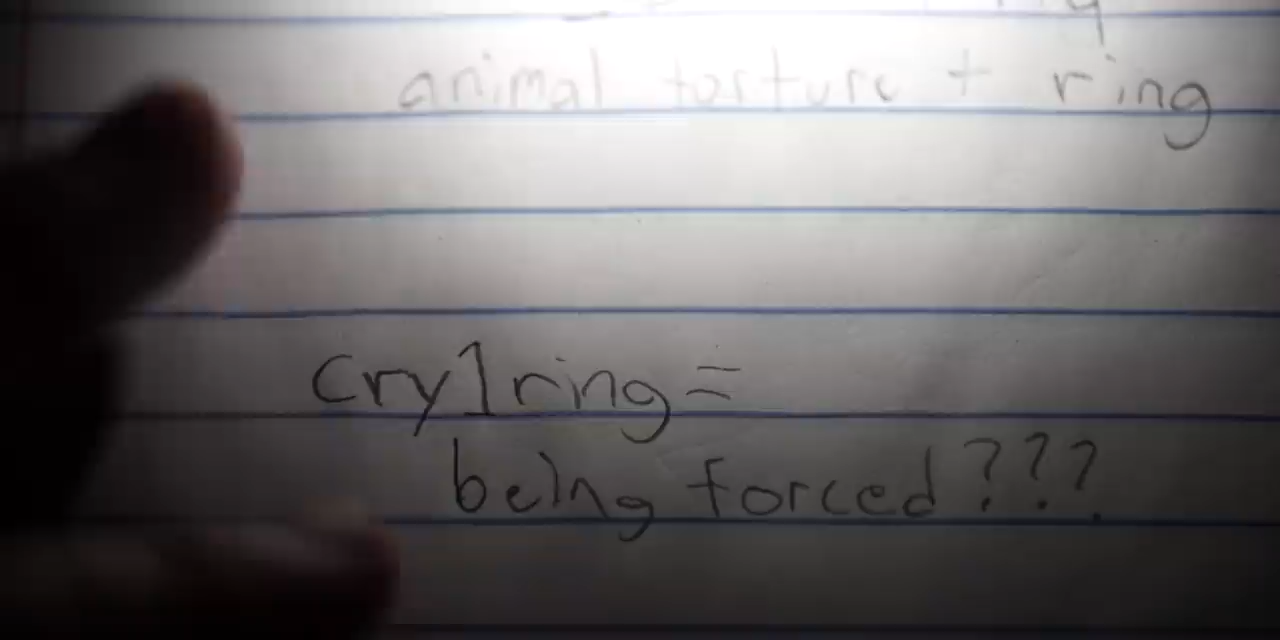 animal torture + ring
cry1ring=
being forced???